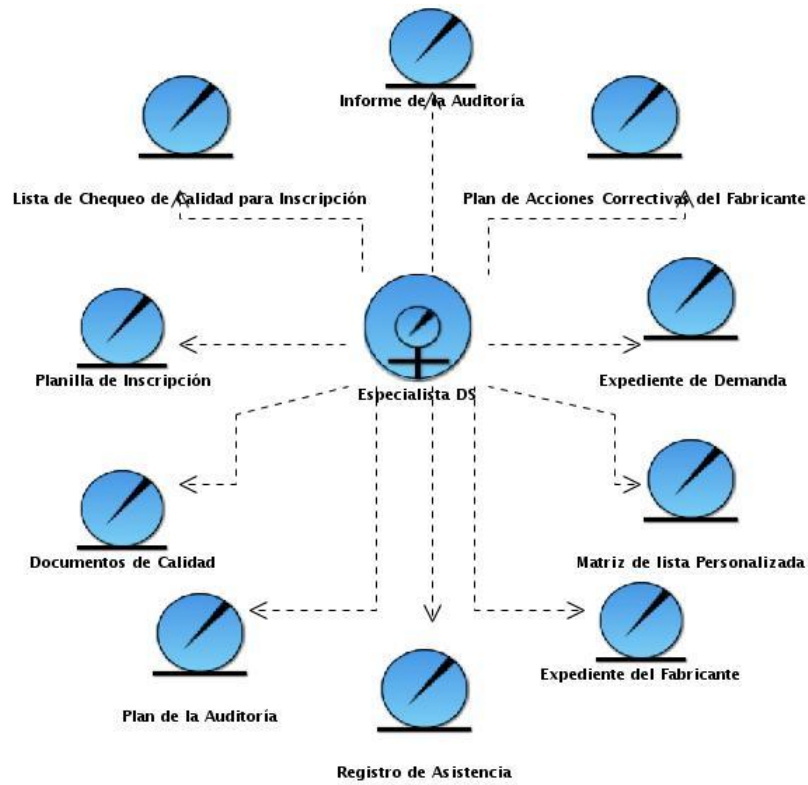 Informe de la Auditoría
Lista de Chequeo de Calidad para Inscripción
Plan de Acciones Correctivas del Fabricante
Planilla de Inscripción
Especialista DS
Expediente de Demanda
Documentos de Calidad
Matriz de lista Personalizada
Plan de la Auditoría
Expediente del Fabricante
Registro de Asistencia